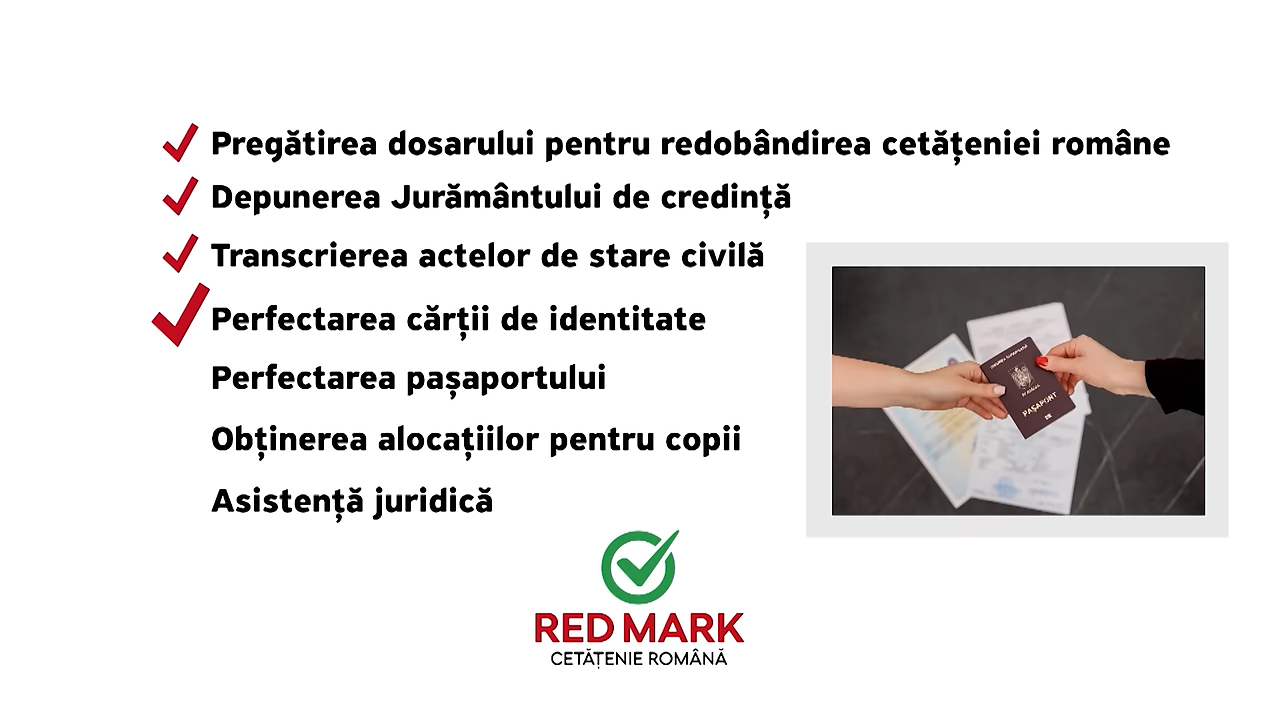 Pregătirea dosarului pentru redobândirea cetățeniei române
Depunerea Jurământului de credință
Transcrierea actelor de stare civilă
Perfectarea cărții de identitate
Perfectarea pașaportului
Obținerea alocațiilor pentru copii
Asistență juridică
PAȘAPORT
RED MARK
CETĂȚENIE ROMÂNĂ